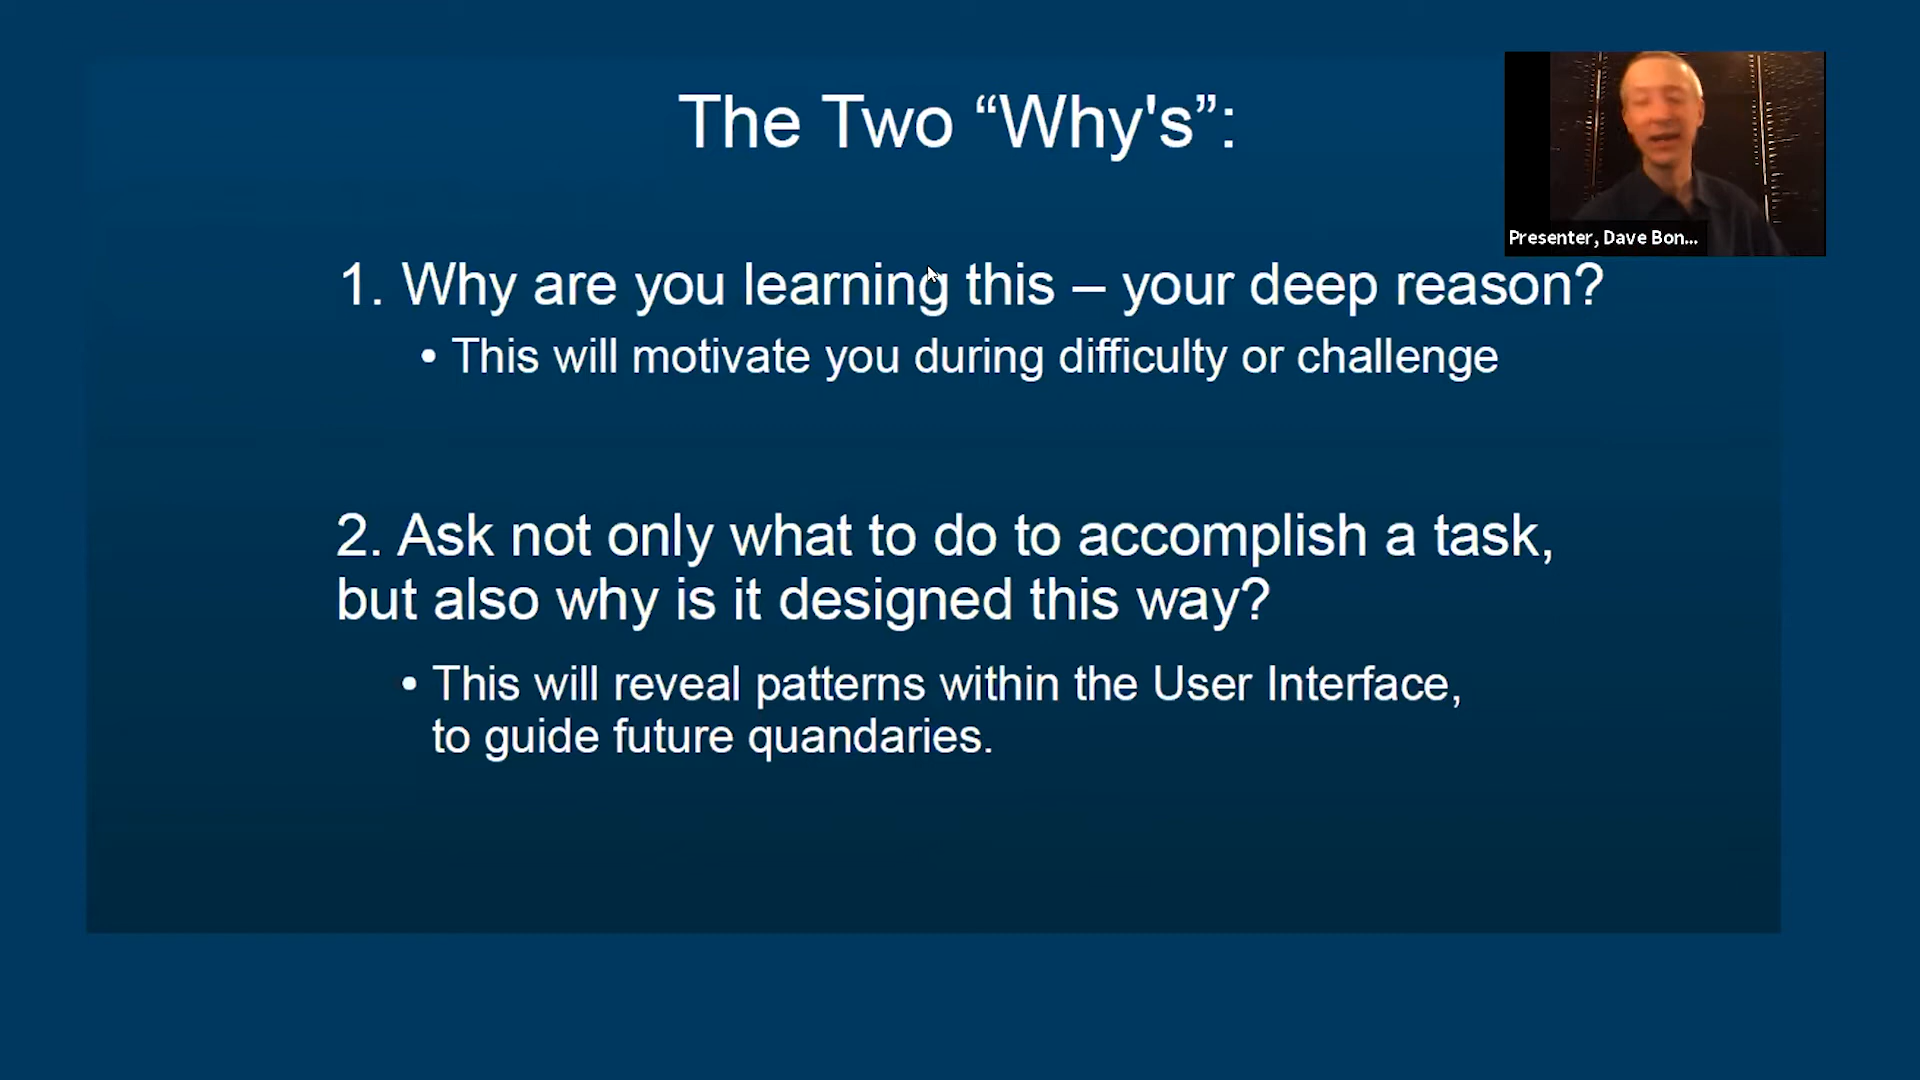 The Two “Why's”:
Presenter, Dave Bon...
1. Why are you learning this – your deep reason?
• This will motivate you during difficulty or challenge
2. Ask not only what to do to accomplish a task,
but also why is it designed this way?
• This will reveal patterns within the User Interface,
to guide future quandaries.